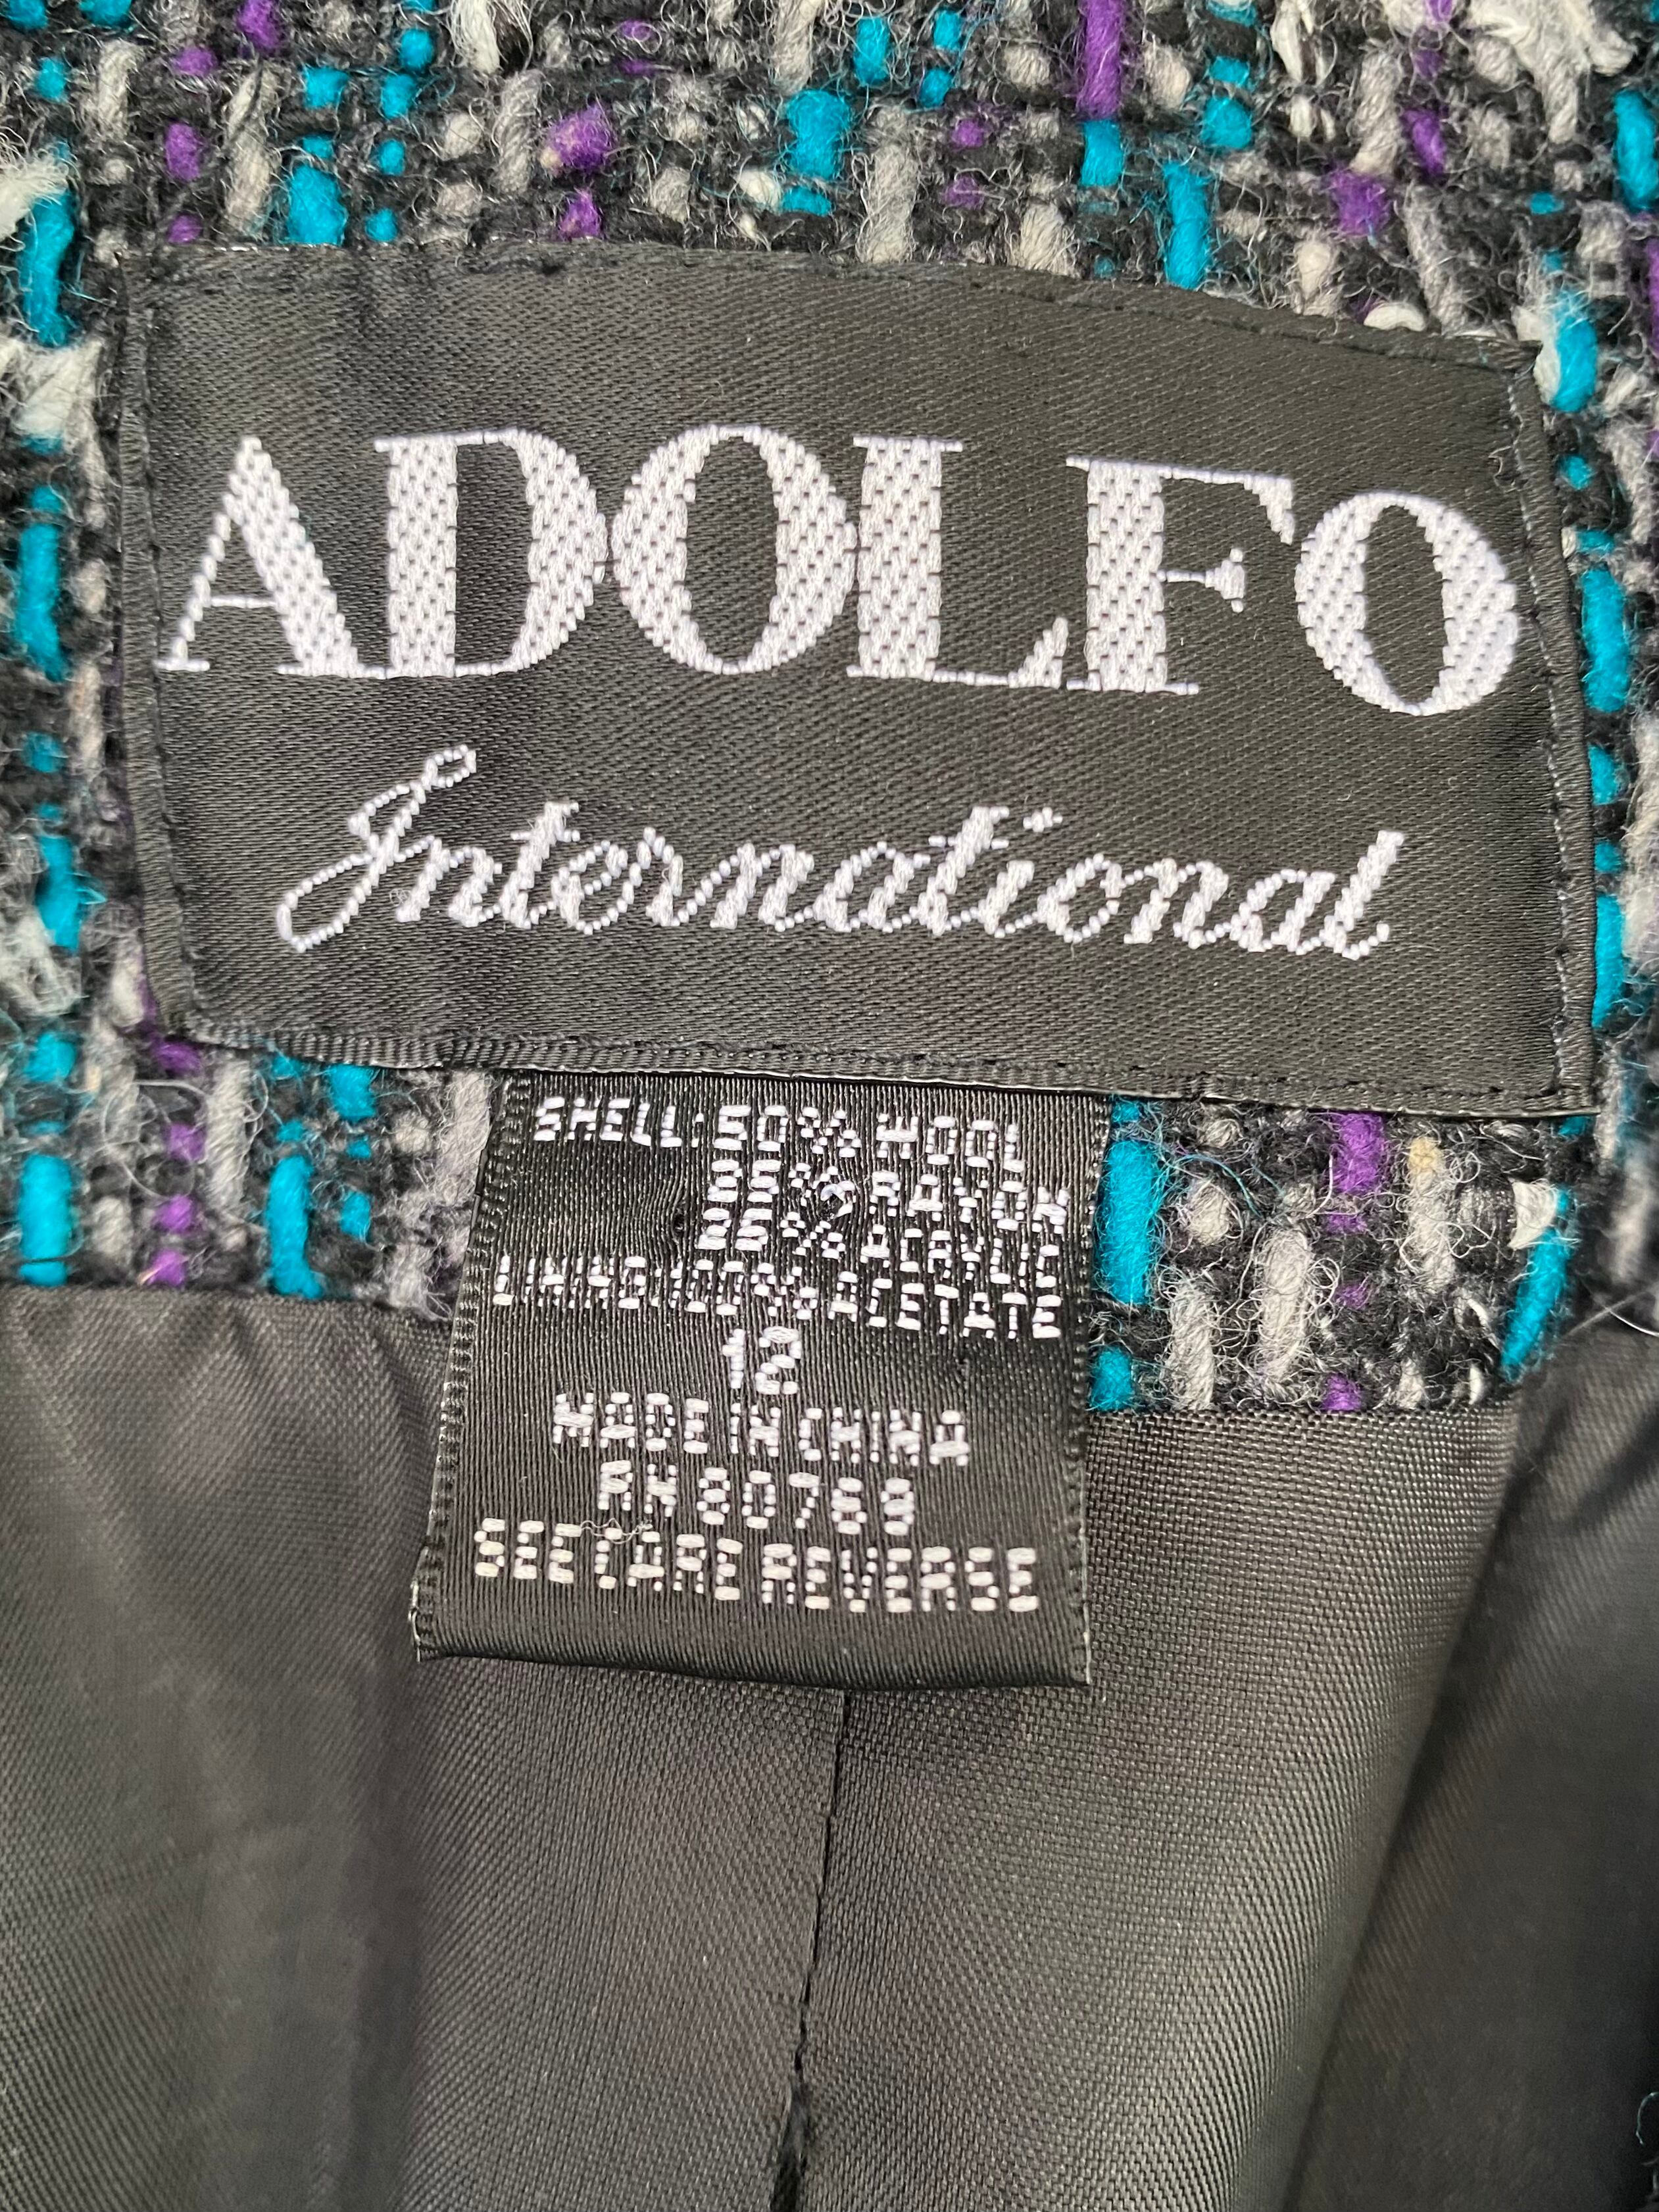 ADOLFO
International
SHELL: 50% WOOL
25% RAYON
25% ACRYLIC
LINING: 100% ACETATE
12
MADE IN CHINA
RN 80769
SEE CARE REVERSE